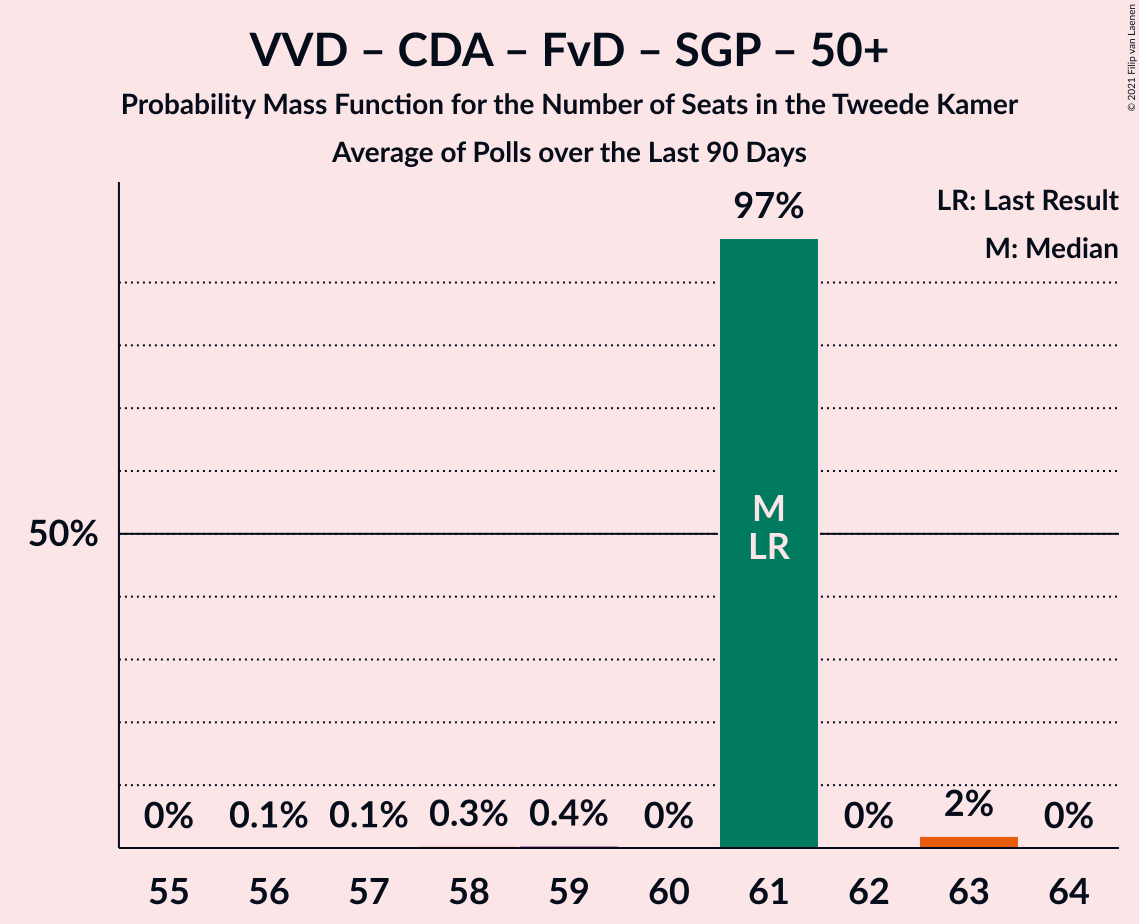 VVD – CDA – FvD – SGP – 50+
Probability Mass Function for the Number of Seats in the Tweede Kamer
Average of Polls over the Last 90 Days
© 2021 Filip van Laenen
LR: Last Result
M: Median
97%
M
LR
50%
0% 0.1% 0.1% 0.3% 0.4% 0% 0% 2% 0%
55 56 57 58 59 60 61 62 63 64